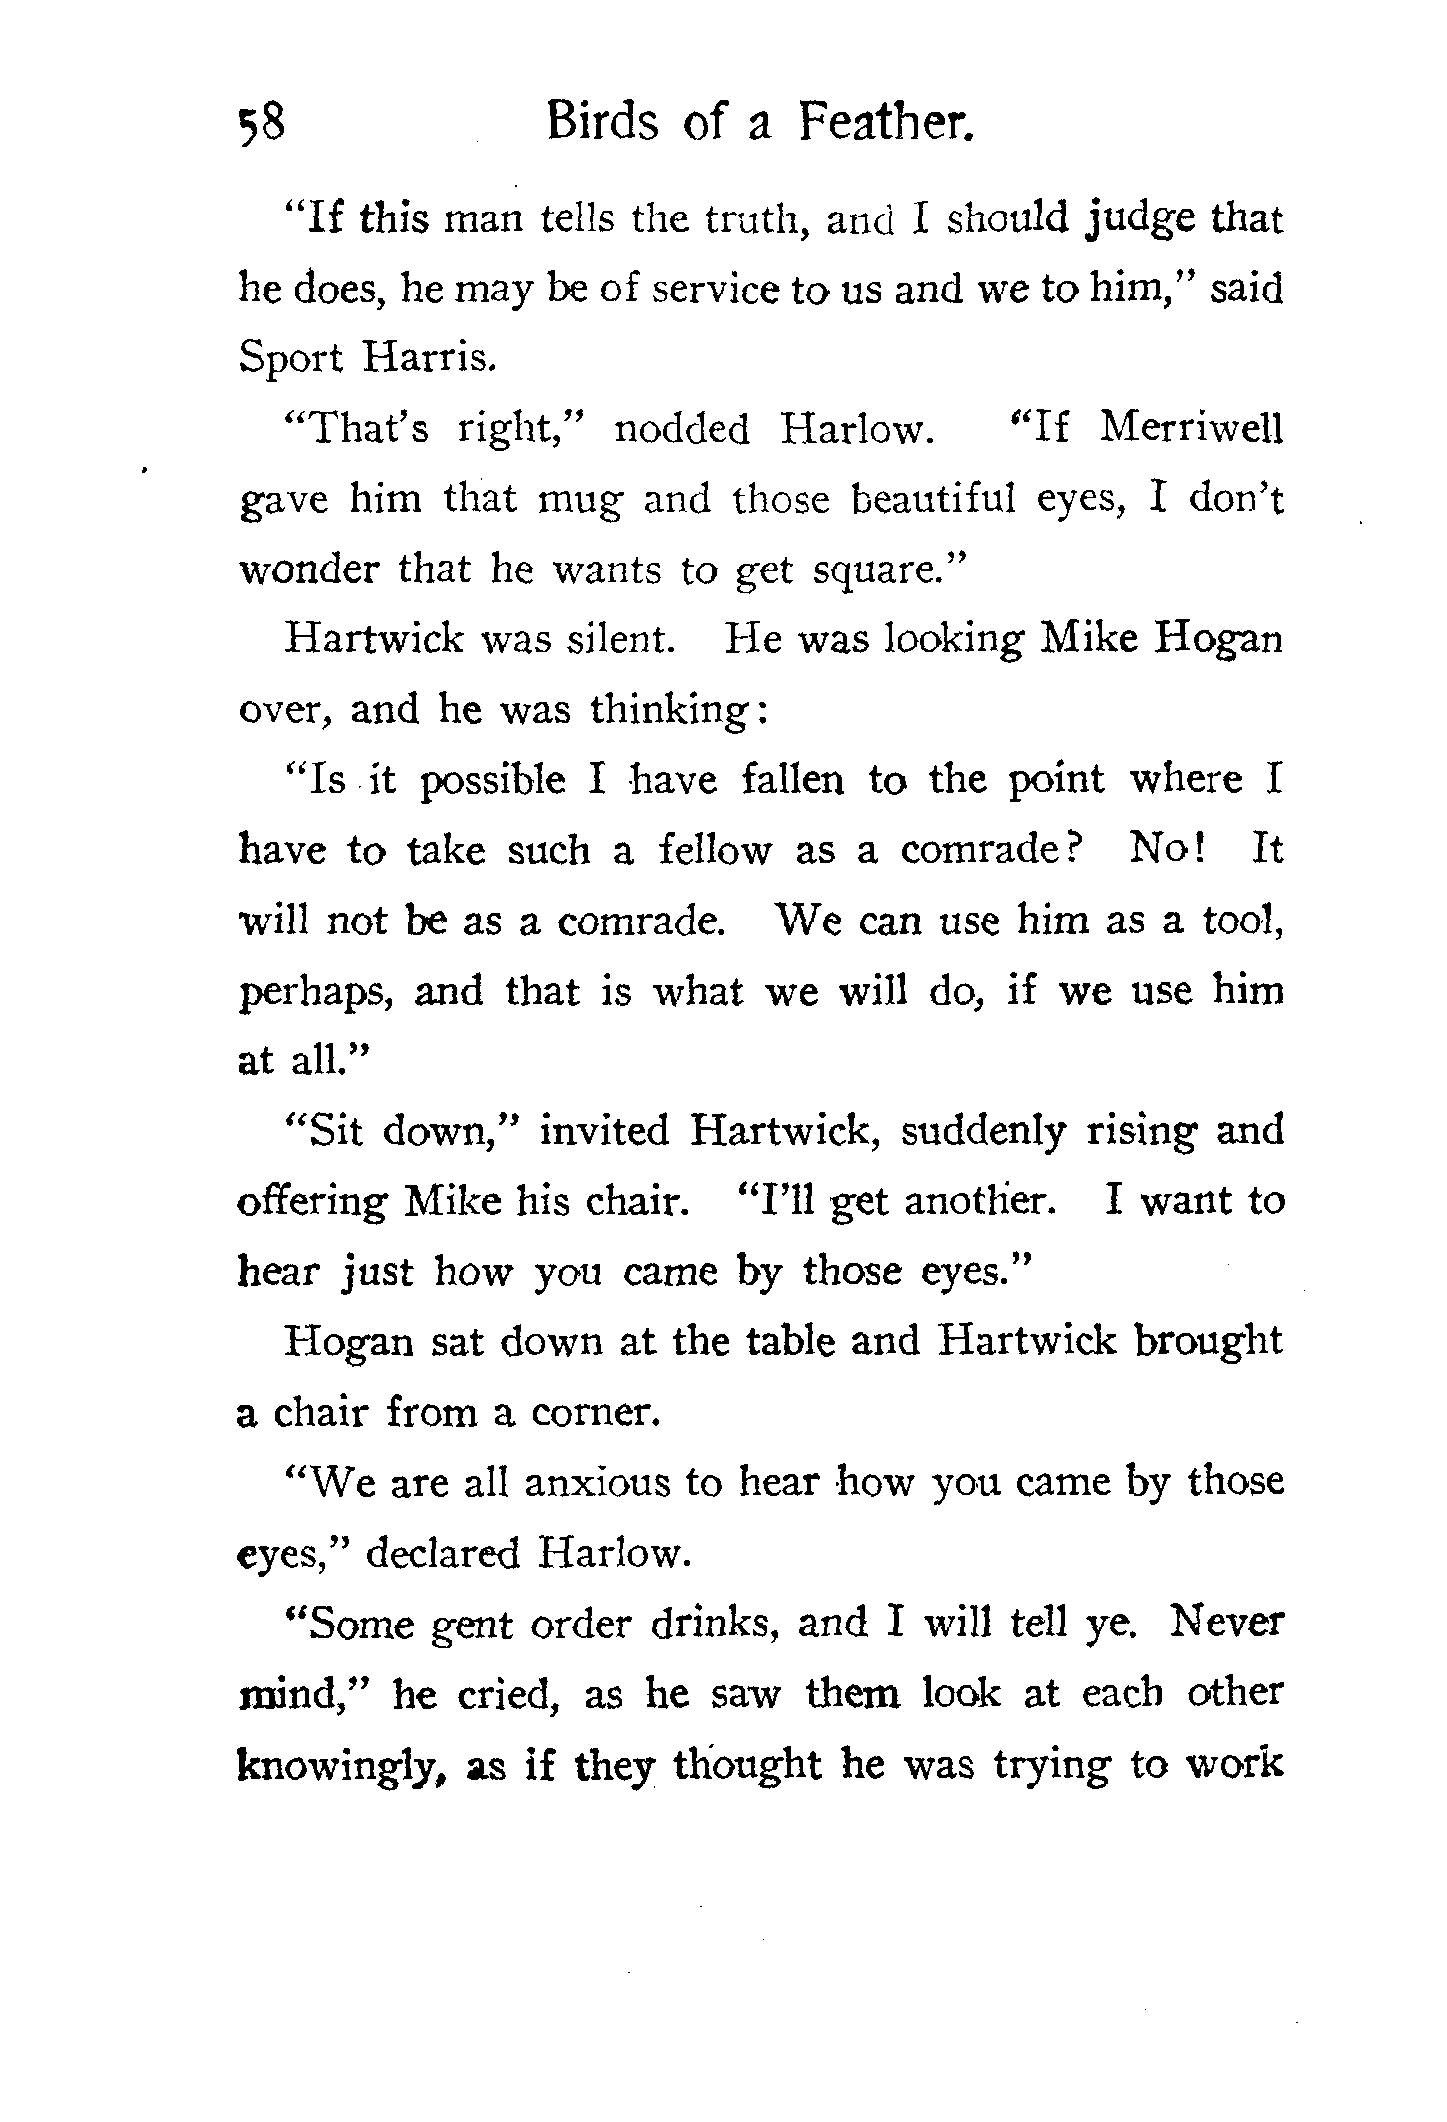 58 Birds of a Feather.
“If this man tells the truth, and I should judge that
he does, he may be of service to us and we to him,” said
Sport Harris.
“That’s right,” nodded Harlow. “If Merriwell
gave him that mug and those beautiful eyes, I don’t
wonder that he wants to get square.”
Hartwick was silent. He was looking Mike Hogan
over, and he was thinking:
“Is it possible I have fallen to the point where I
have to take such a fellow as a comrade? No! It
will not be as a comrade. We can use him as a tool,
perhaps, and that is what we will do, if we use him
at all.”
“Sit down,” invited Hartwick, suddenly rising and
offering Mike his chair. “I’ll get another. I want to
hear just how you came by those eyes.”
Hogan sat down at the table and Hartwick brought
a chair from a corner.
“We are all anxious to hear how you came by those
eyes,” declared Harlow.
“Some gent order drinks, and I will tell ye. Never
mind,” he cried, as he saw them look at each other
knowingly, as if they thought he was trying to work